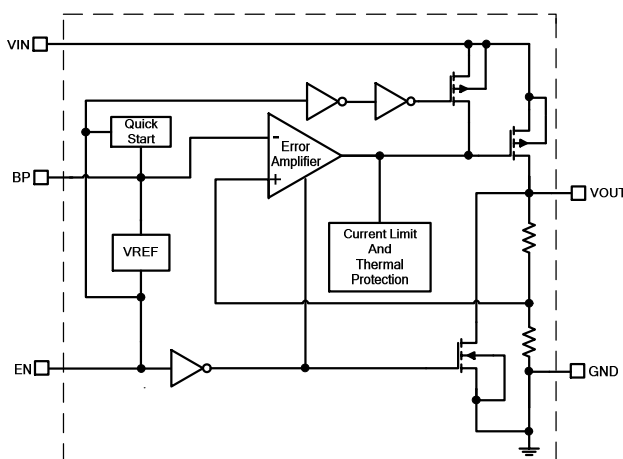 VIN
Quick
Start
BP
-
Error
Amplifier
+
VOUT
Current Limit
And
Thermal
Protection
VREF
EN
GND